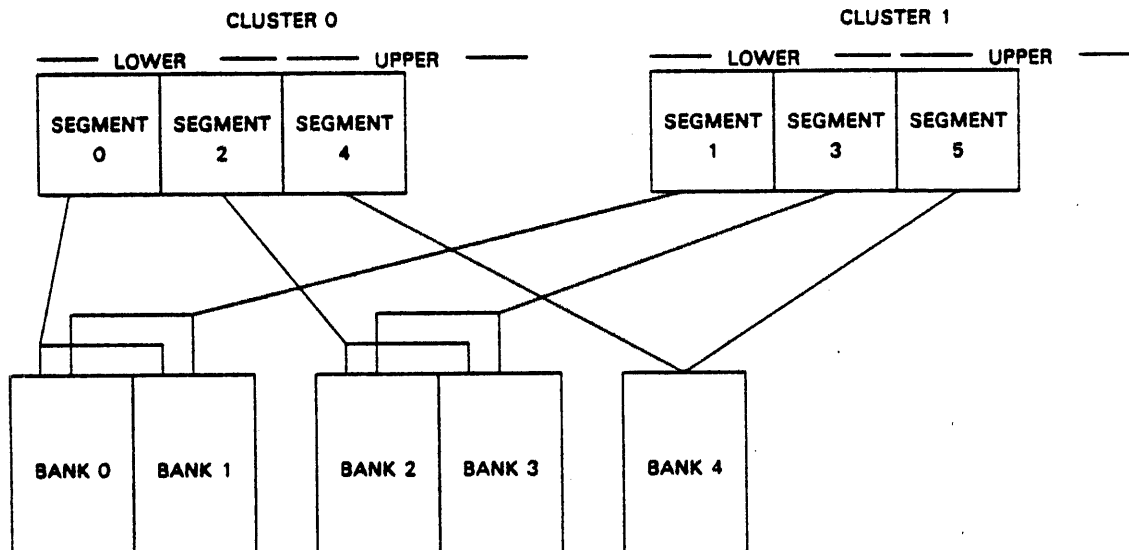 CLUSTER 0
CLUSTER 1
LOWER
UPPER
LOWER
UPPER
SEGMENT
0
SEGMENT
2
SEGMENT
4
SEGMENT
1
SEGMENT
3
SEGMENT
5
BANK 0
BANK 1
BANK 2
BANK 3
BANK 4